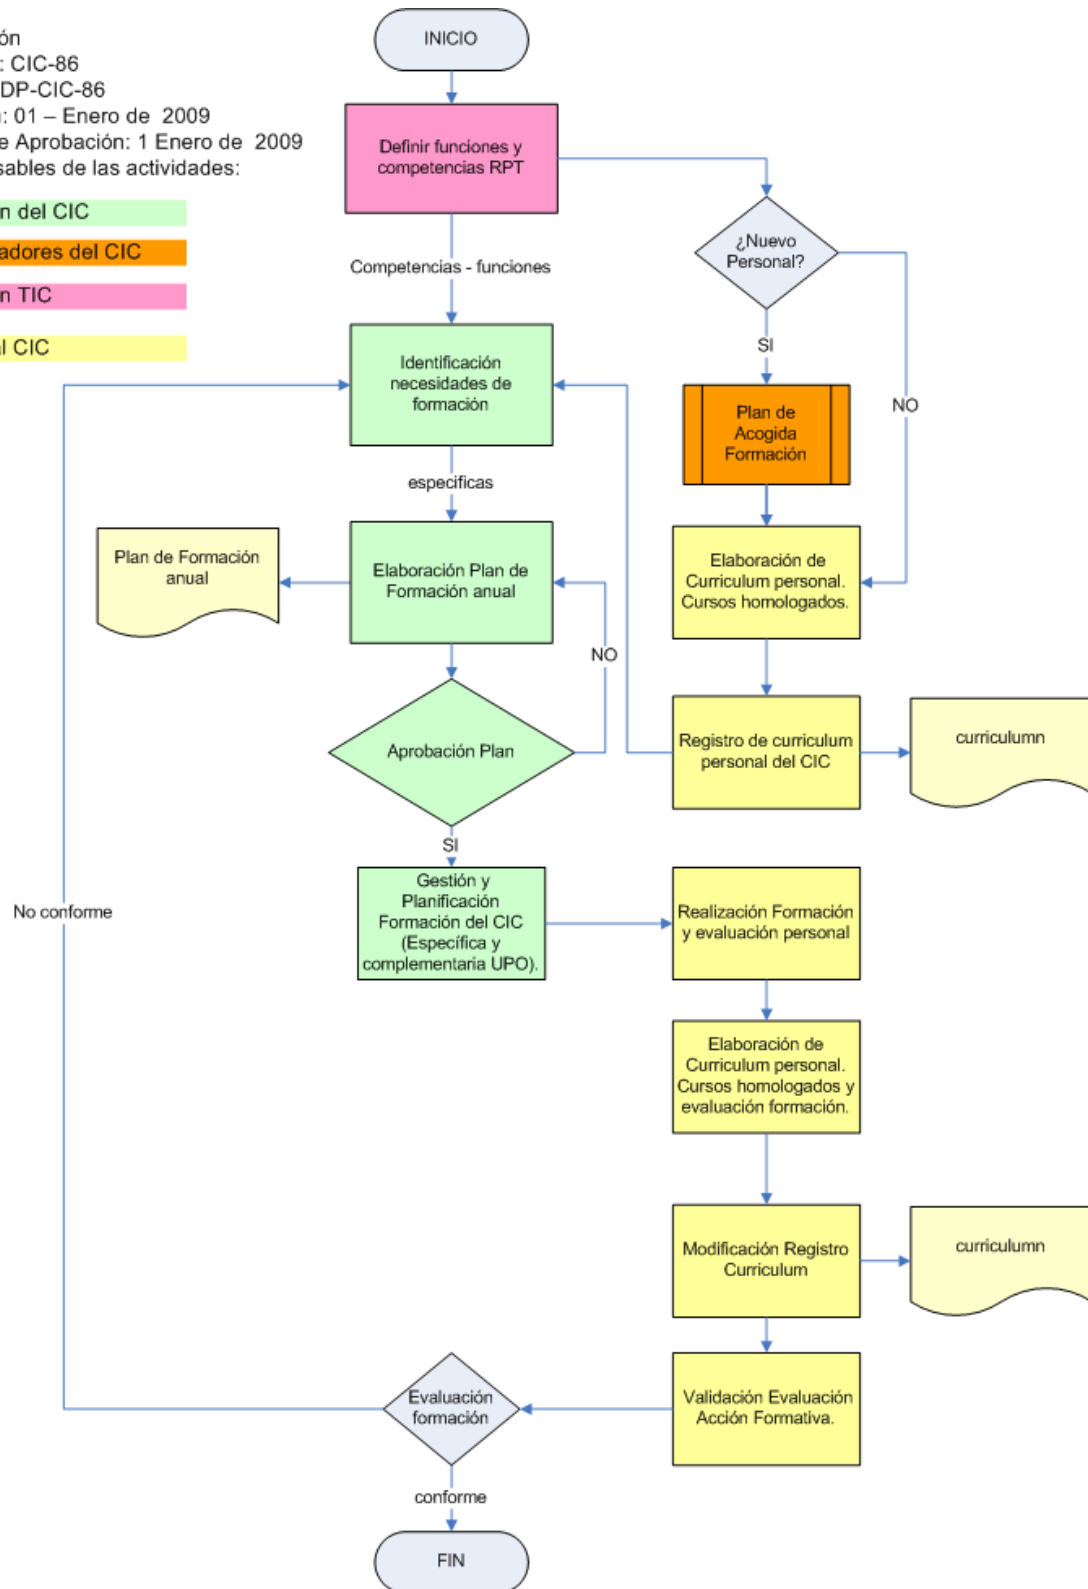 ón
: CIC-86
DP-CIC-86
: 01 – Enero de 2009
e Aprobación: 1 Enero de 2009
sables de las actividades:
n del CIC
adores del CIC
n TIC
al CIC
INICIO
Definir funciones y
competencias RPT
¿Nuevo
Personal?
Competencias - funciones
SI
NO
Identificación
necesidades de
formación
Plan de
Acogida
Formación
especificas
Plan de Formación
anual
Elaboración Plan de
Formación anual
Elaboración de
Curriculum personal.
Cursos homologados.
NO
Aprobación Plan
Registro de curriculum
personal del CIC
curriculumn
SI
Gestión y
Planificación
Formación del CIC
(Específica y
complementaria UPO).
Realización Formación
y evaluación personal
No conforme
Elaboración de
Curriculum personal.
Cursos homologados y
evaluación formación.
Modificación Registro
Curriculum
curriculumn
Evaluación
formación
Validación Evaluación
Acción Formativa.
conforme
FIN